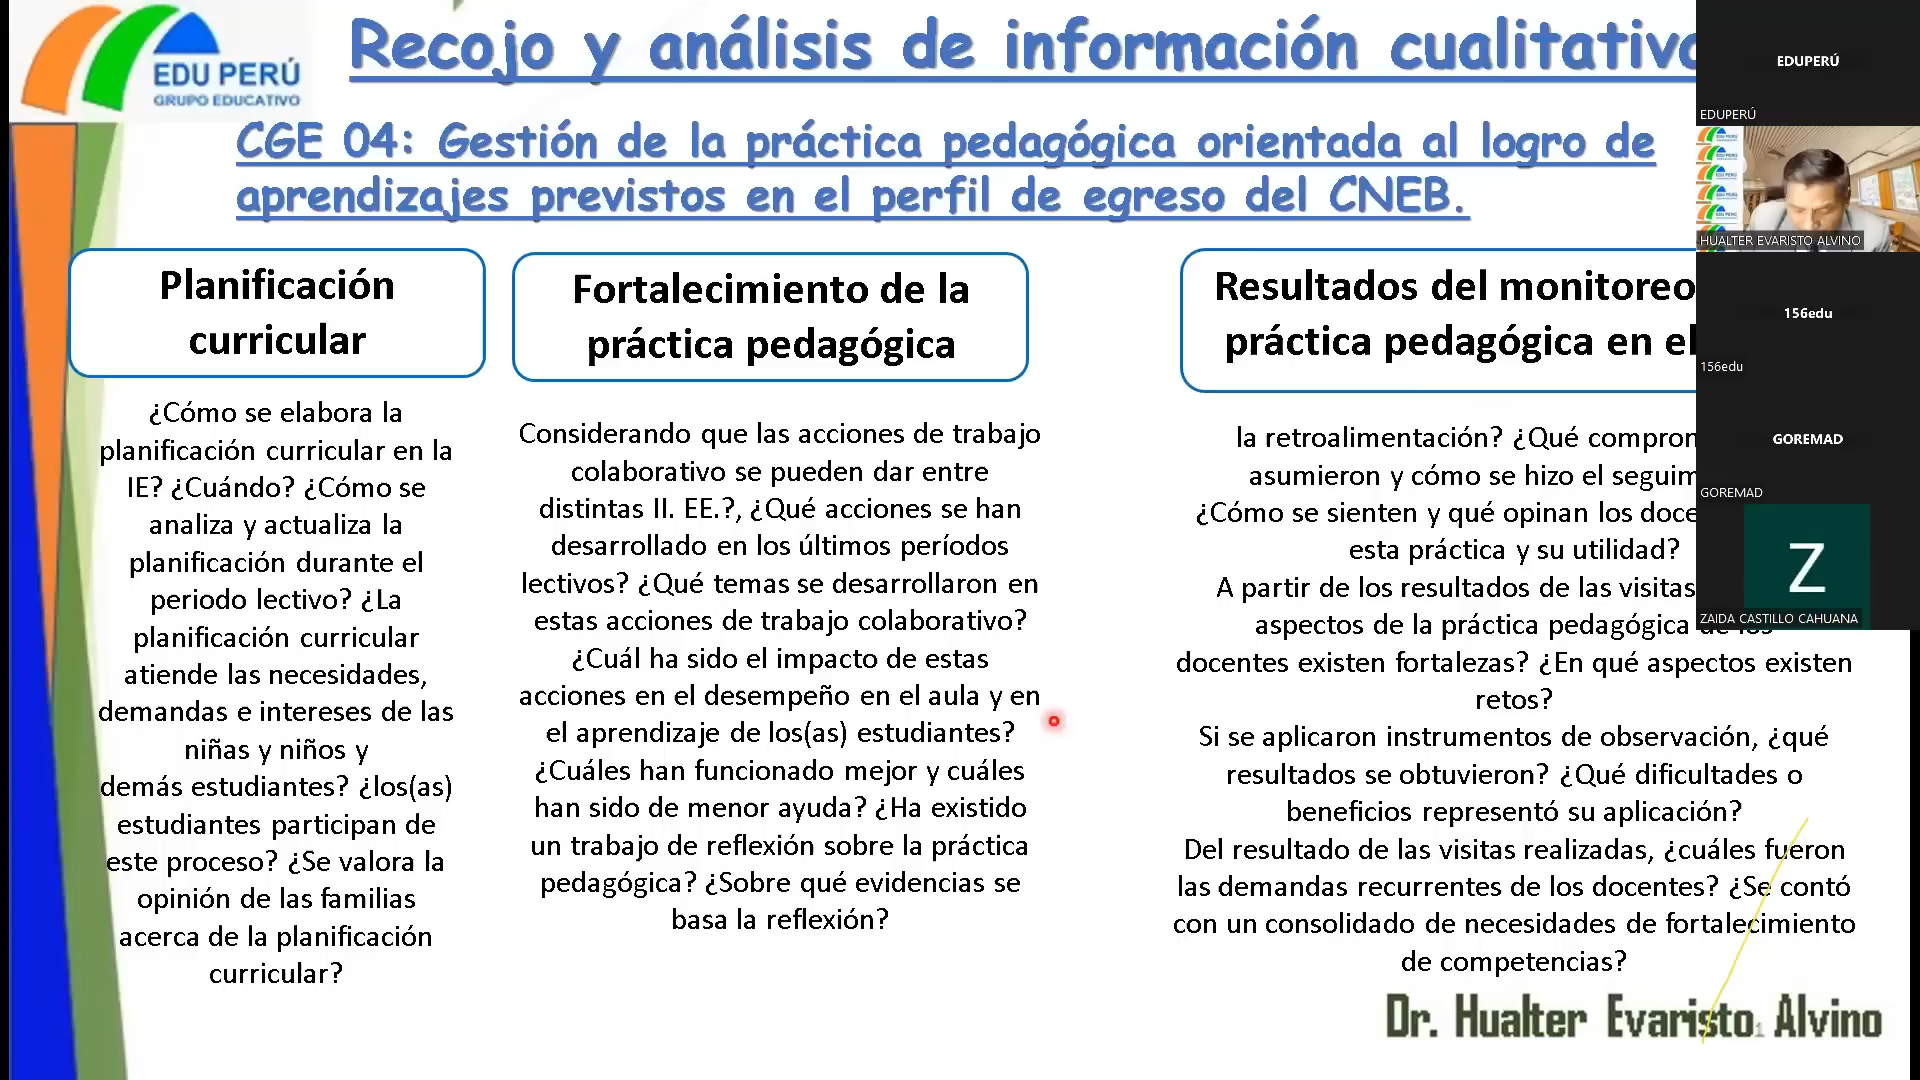 EDU PERÚ
GRUPO EDUCATIVO
Recojo y análisis de información
CGE 04: Gestión de la práctica pedagógica orientada al logro de
aprendizajes previstos en el perfil de egreso del CNEB.
Planificación
curricular
¿Cómo se elabora la
planificación curricular en la
IE? ¿Cuándo? ¿Cómo se
analiza y actualiza la
planificación durante el
periodo lectivo? ¿La
planificación curricular
atiende las necesidades,
demandas e intereses de las
niñas y niños y
demás estudiantes? ¿los(as)
estudiantes participan de
este proceso? ¿Se valora la
opinión de las familias
acerca de la planificación
curricular?
Fortalecimiento de la
práctica pedagógica
Considerando que las acciones de trabajo
colaborativo se pueden dar entre
distintas II. EE.?, ¿Qué acciones se han
desarrollado en los últimos períodos
lectivos? ¿Qué temas se desarrollaron en
estas acciones de trabajo colaborativo?
¿Cuál ha sido el impacto de estas
acciones en el desempeño en el aula y en
el aprendizaje de los(as) estudiantes?
¿Cuáles han funcionado mejor y cuáles
han sido de menor ayuda? ¿Ha existido
un trabajo de reflexión sobre la práctica
pedagógica? ¿Sobre qué evidencias se
basa la reflexión?
Resultados del monitoreo
práctica pedagógica en el
la retroalimentación? ¿Qué
asumieron y cómo se hizo el
¿Cómo se sienten y qué opinan los
esta práctica y su utilidad?
A partir de los resultados de las visitas
aspectos de la práctica pedagógica de los
docentes existen fortalezas? ¿En qué aspectos existen
retos?
Si se aplicaron instrumentos de observación, ¿qué
resultados se obtuvieron? ¿Qué dificultades o
beneficios representó su aplicación?
Del resultado de las visitas realizadas, ¿cuáles fueron
las demandas recurrentes de los docentes? ¿Se contó
con un consolidado de necesidades de fortalecimiento
de competencias?
Dr. Hualter Evaristo Alvino
EDUPERÚ
EDUPERÚ
HUALTER EVARISTO ALVINO
156edu
156edu
GOREMAD
GOREMAD
Z
ZAIDA CASTILLO CAHUANA